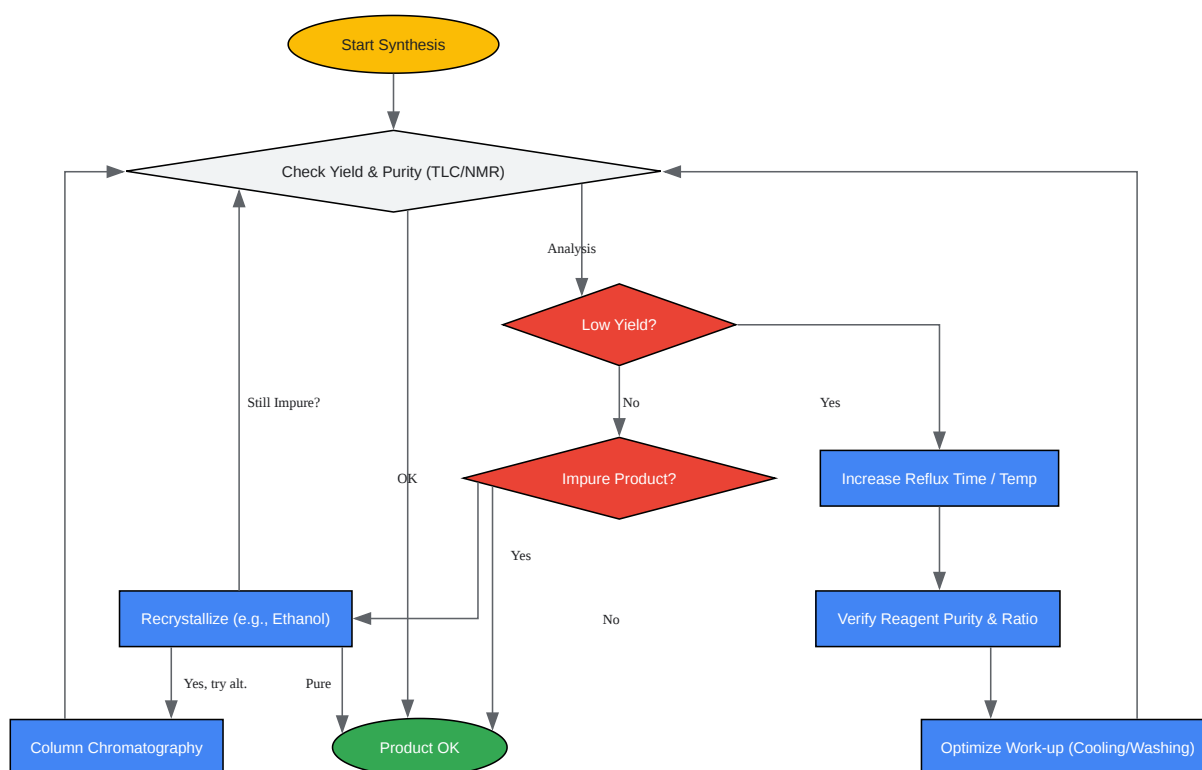 Start Synthesis
Check Yield & Purity (TLC/NMR)
Analysis
Low Yield?
Still Impure?
No
Yes
OK
Impure Product?
Increase Reflux Time / Temp
Yes
Recrystallize (e.g., Ethanol)
No
Verify Reagent Purity & Ratio
Yes, try alt.
Pure
Column Chromatography
Product OK
Optimize Work-up (Cooling/Washing)